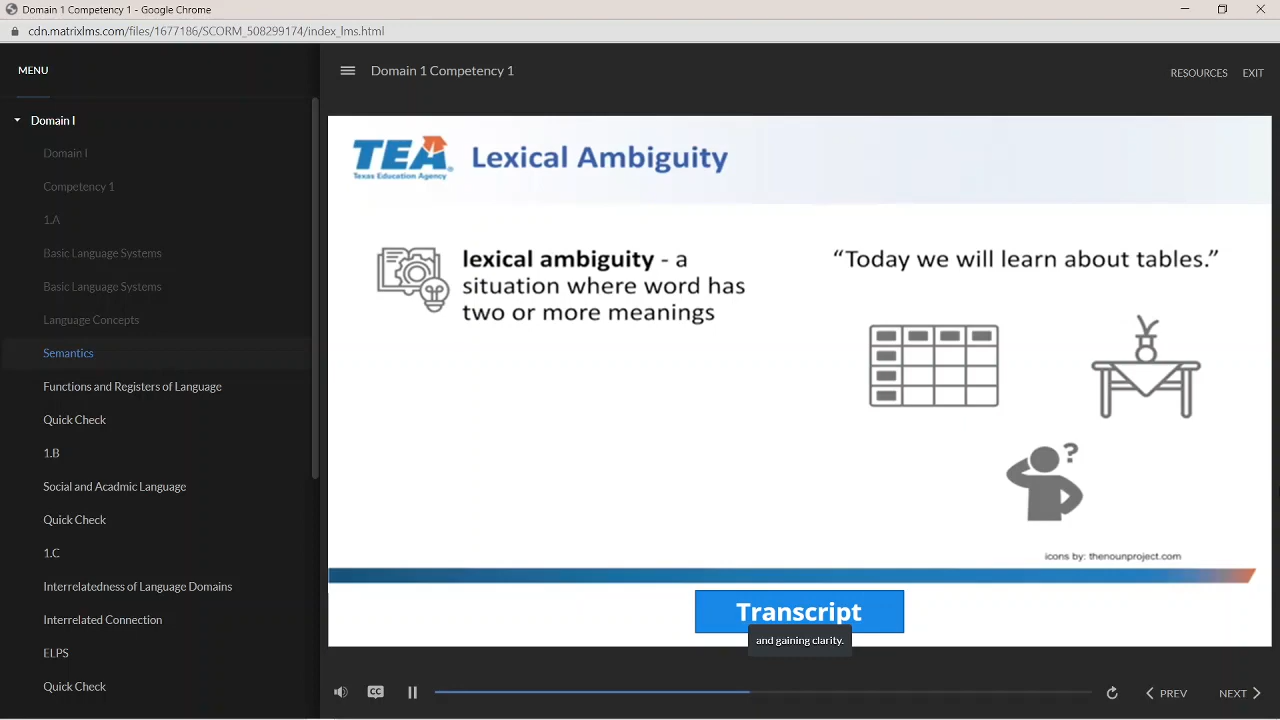 Domain 1 Competency 1 - Google Chrome
cdn.matrixlms.com/files/1677186/SCORM_508299174/index_lms.html
MENU
Domain I
Domain I
Competency 1
1.A
Basic Language Systems
Basic Language Systems
Language Concepts
Semantics
Functions and Registers of Language
Quick Check
1.B
Social and Acadmic Language
Quick Check
1.C
Interrelatedness of Language Domains
Interrelated Connection
ELPS
Quick Check
Domain 1 Competency 1
RESOURCES EXIT
TEA
Texas Education Agency
Lexical Ambiguity
lexical ambiguity - a
situation where word has
two or more meanings
“Today we will learn about tables.”
?
icons by: thenounproject.com
Transcript
and gaining clarity.
CC
PREV NEXT